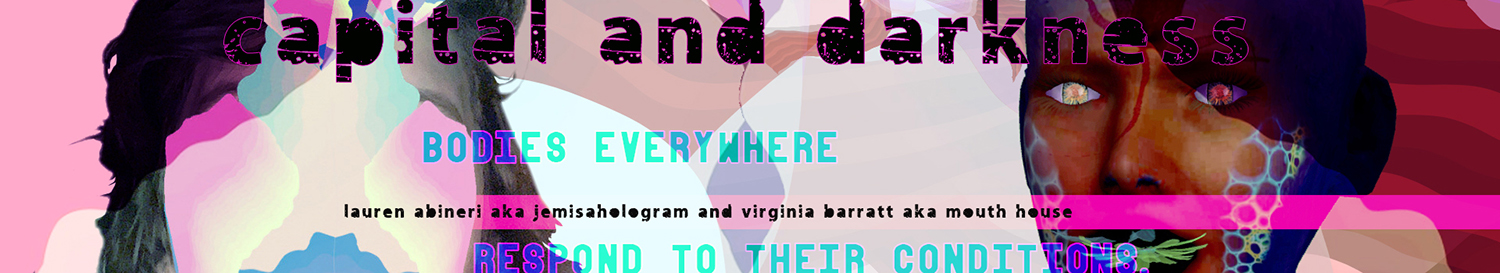 capital and darkness
BODIES EVERYWHERE
lauren abineri aka jemisahologram and virginia barratt aka mouth house
RESPOND TO THEIR CONDITIONS.